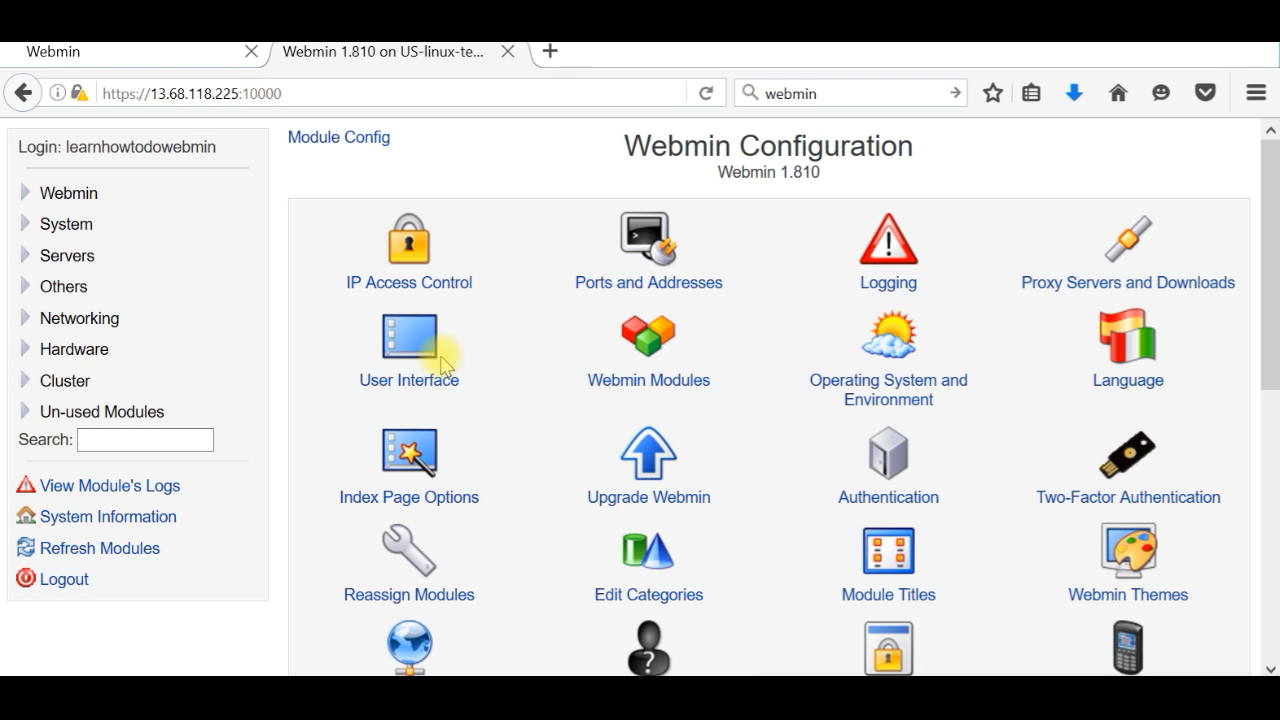 Webmin
Webmin 1.810 on US-linux-te...
https://13.68.118.225:10000
webmin
Login: learnhowtodowebmin
Webmin
System
Servers
Others
Networking
Hardware
Cluster
Un-used Modules
Search:
View Module's Logs
System Information
Refresh Modules
Logout
Module Config
Webmin Configuration
Webmin 1.810
IP Access Control
Ports and Addresses
Logging
Proxy Servers and Downloads
User Interface
Webmin Modules
Operating System and
Environment
Language
Index Page Options
Upgrade Webmin
Authentication
Two-Factor Authentication
Reassign Modules
Edit Categories
Module Titles
Webmin Themes